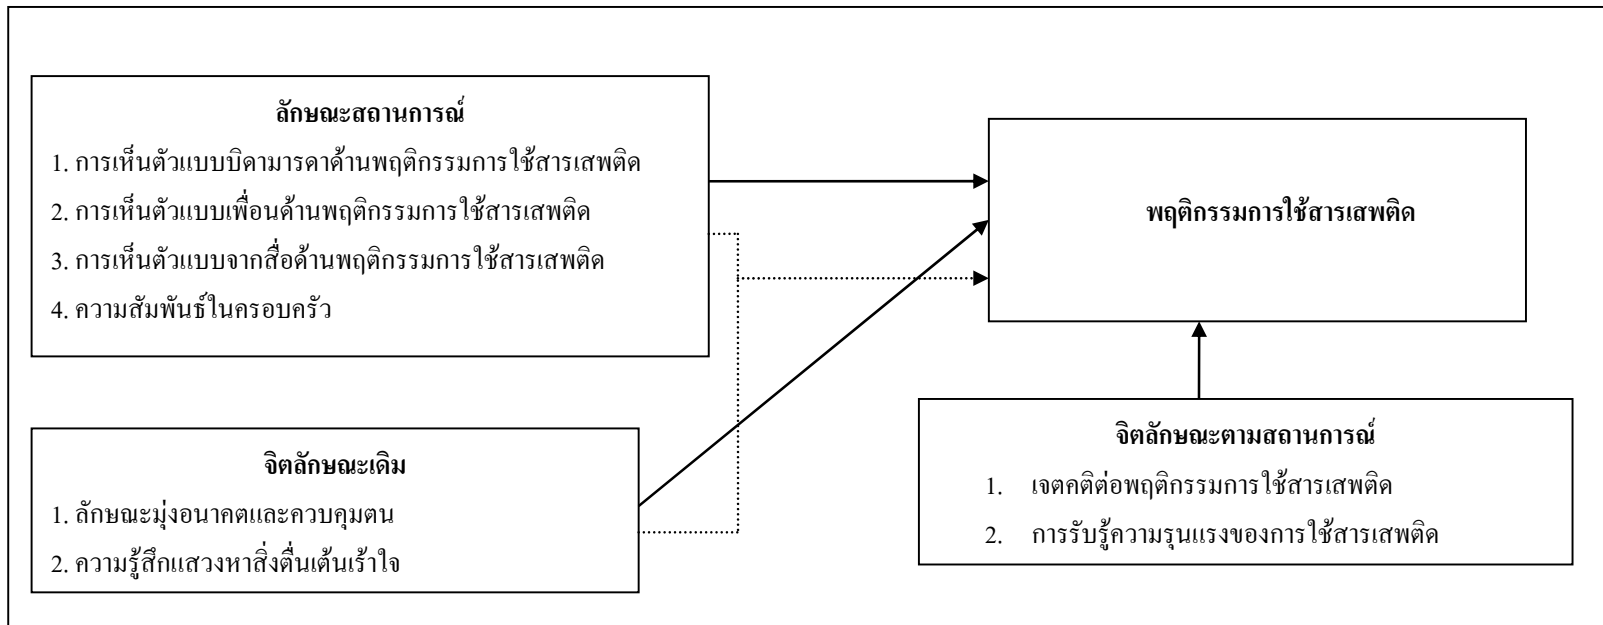 ลักษณะสถานการณ์
1. การเห็นตัวแบบบิดามารดาด้านพฤติกรรมการใช้สารเสพติด
2. การเห็นตัวแบบเพื่อนด้านพฤติกรรมการใช้สารเสพติด
3. การเห็นตัวแบบจากสื่อด้านพฤติกรรมการใช้สารเสพติด
4. ความสัมพันธ์ในครอบครัว
พฤติกรรมการใช้สารเสพติด
จิตลักษณะเดิม
1. ลักษณะมุ่งอนาคตและควบคุมตน
2. ความรู้สึกแสวงหาสิ่งตื่นเต้นเร้าใจ
จิตลักษณะตามสถานการณ์
1. เจตคติต่อพฤติกรรมการใช้สารเสพติด
2. การรับรู้ความรุนแรงของการใช้สารเสพติด